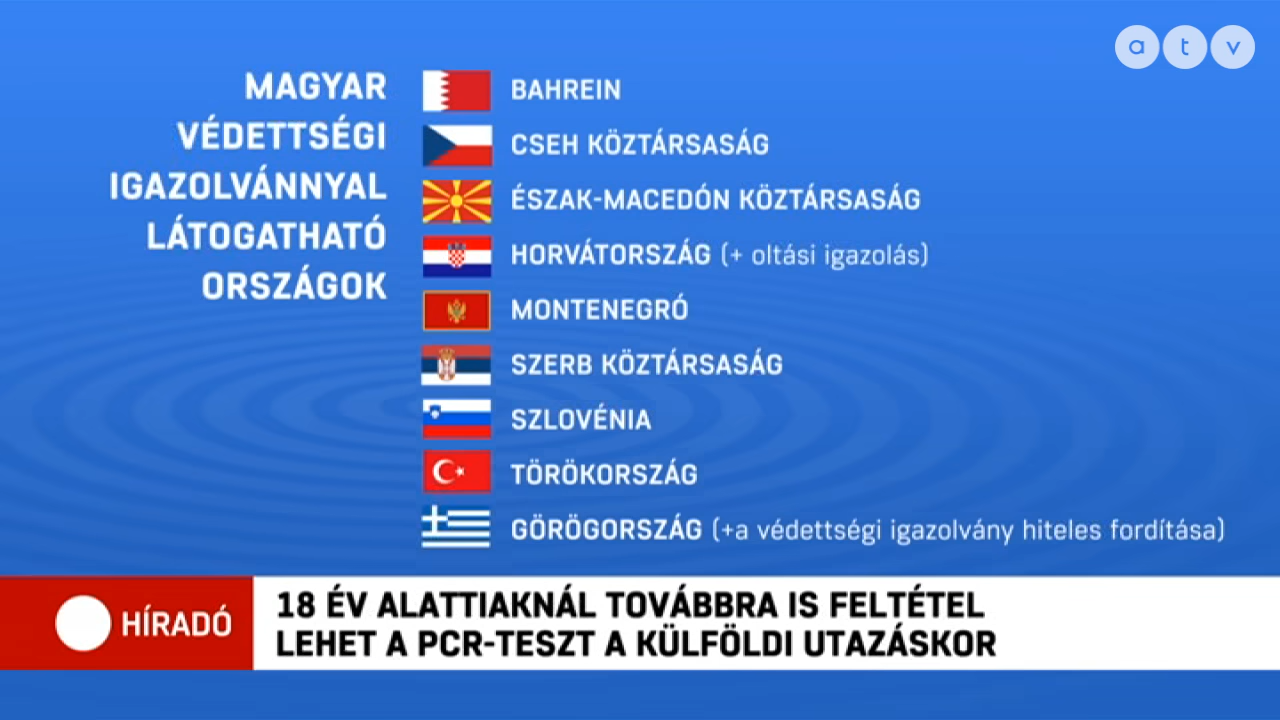 a t v
MAGYAR
VÉDETTSÉGI
IGAZOLVÁNNYAL
LÁTOGATHATÓ
ORSZÁGOK
BAHREIN
CSEH KÖZTÁRSASÁG
ÉSZAK-MACEDÓN KÖZTÁRSASÁG
HORVÁTORSZÁG (+ oltási igazolás)
MONTENEGRÓ
SZERB KÖZTÁRSASÁG
SZLOVÉNIA
TÖRÖKORSZÁG
GÖRÖGORSZÁG (+a védettségi igazolvány hiteles fordítása)
HÍRADÓ
18 ÉV ALATTIAKNÁL TOVÁBBRA IS FELTÉTEL
LEHET A PCR-TESZT A KÜLFÖLDI UTAZÁSKOR